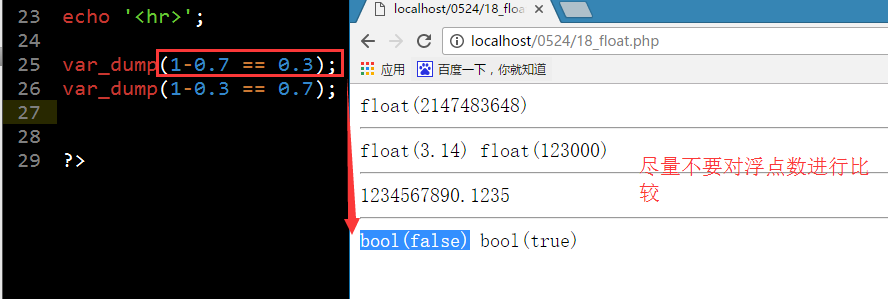 23 echo '<hr>';
24
25 var_dump(1-0.7 == 0.3);
26 var_dump(1-0.3 == 0.7);
27
28
29 ?>
localhost/0524/18_floa
localhost/0524/18_float.php
应用 百度一下，你就知道
float(2147483648)
float(3.14) float(123000)
尽量不要对浮点数进行比
较
1234567890.1235
bool(false) bool(true)